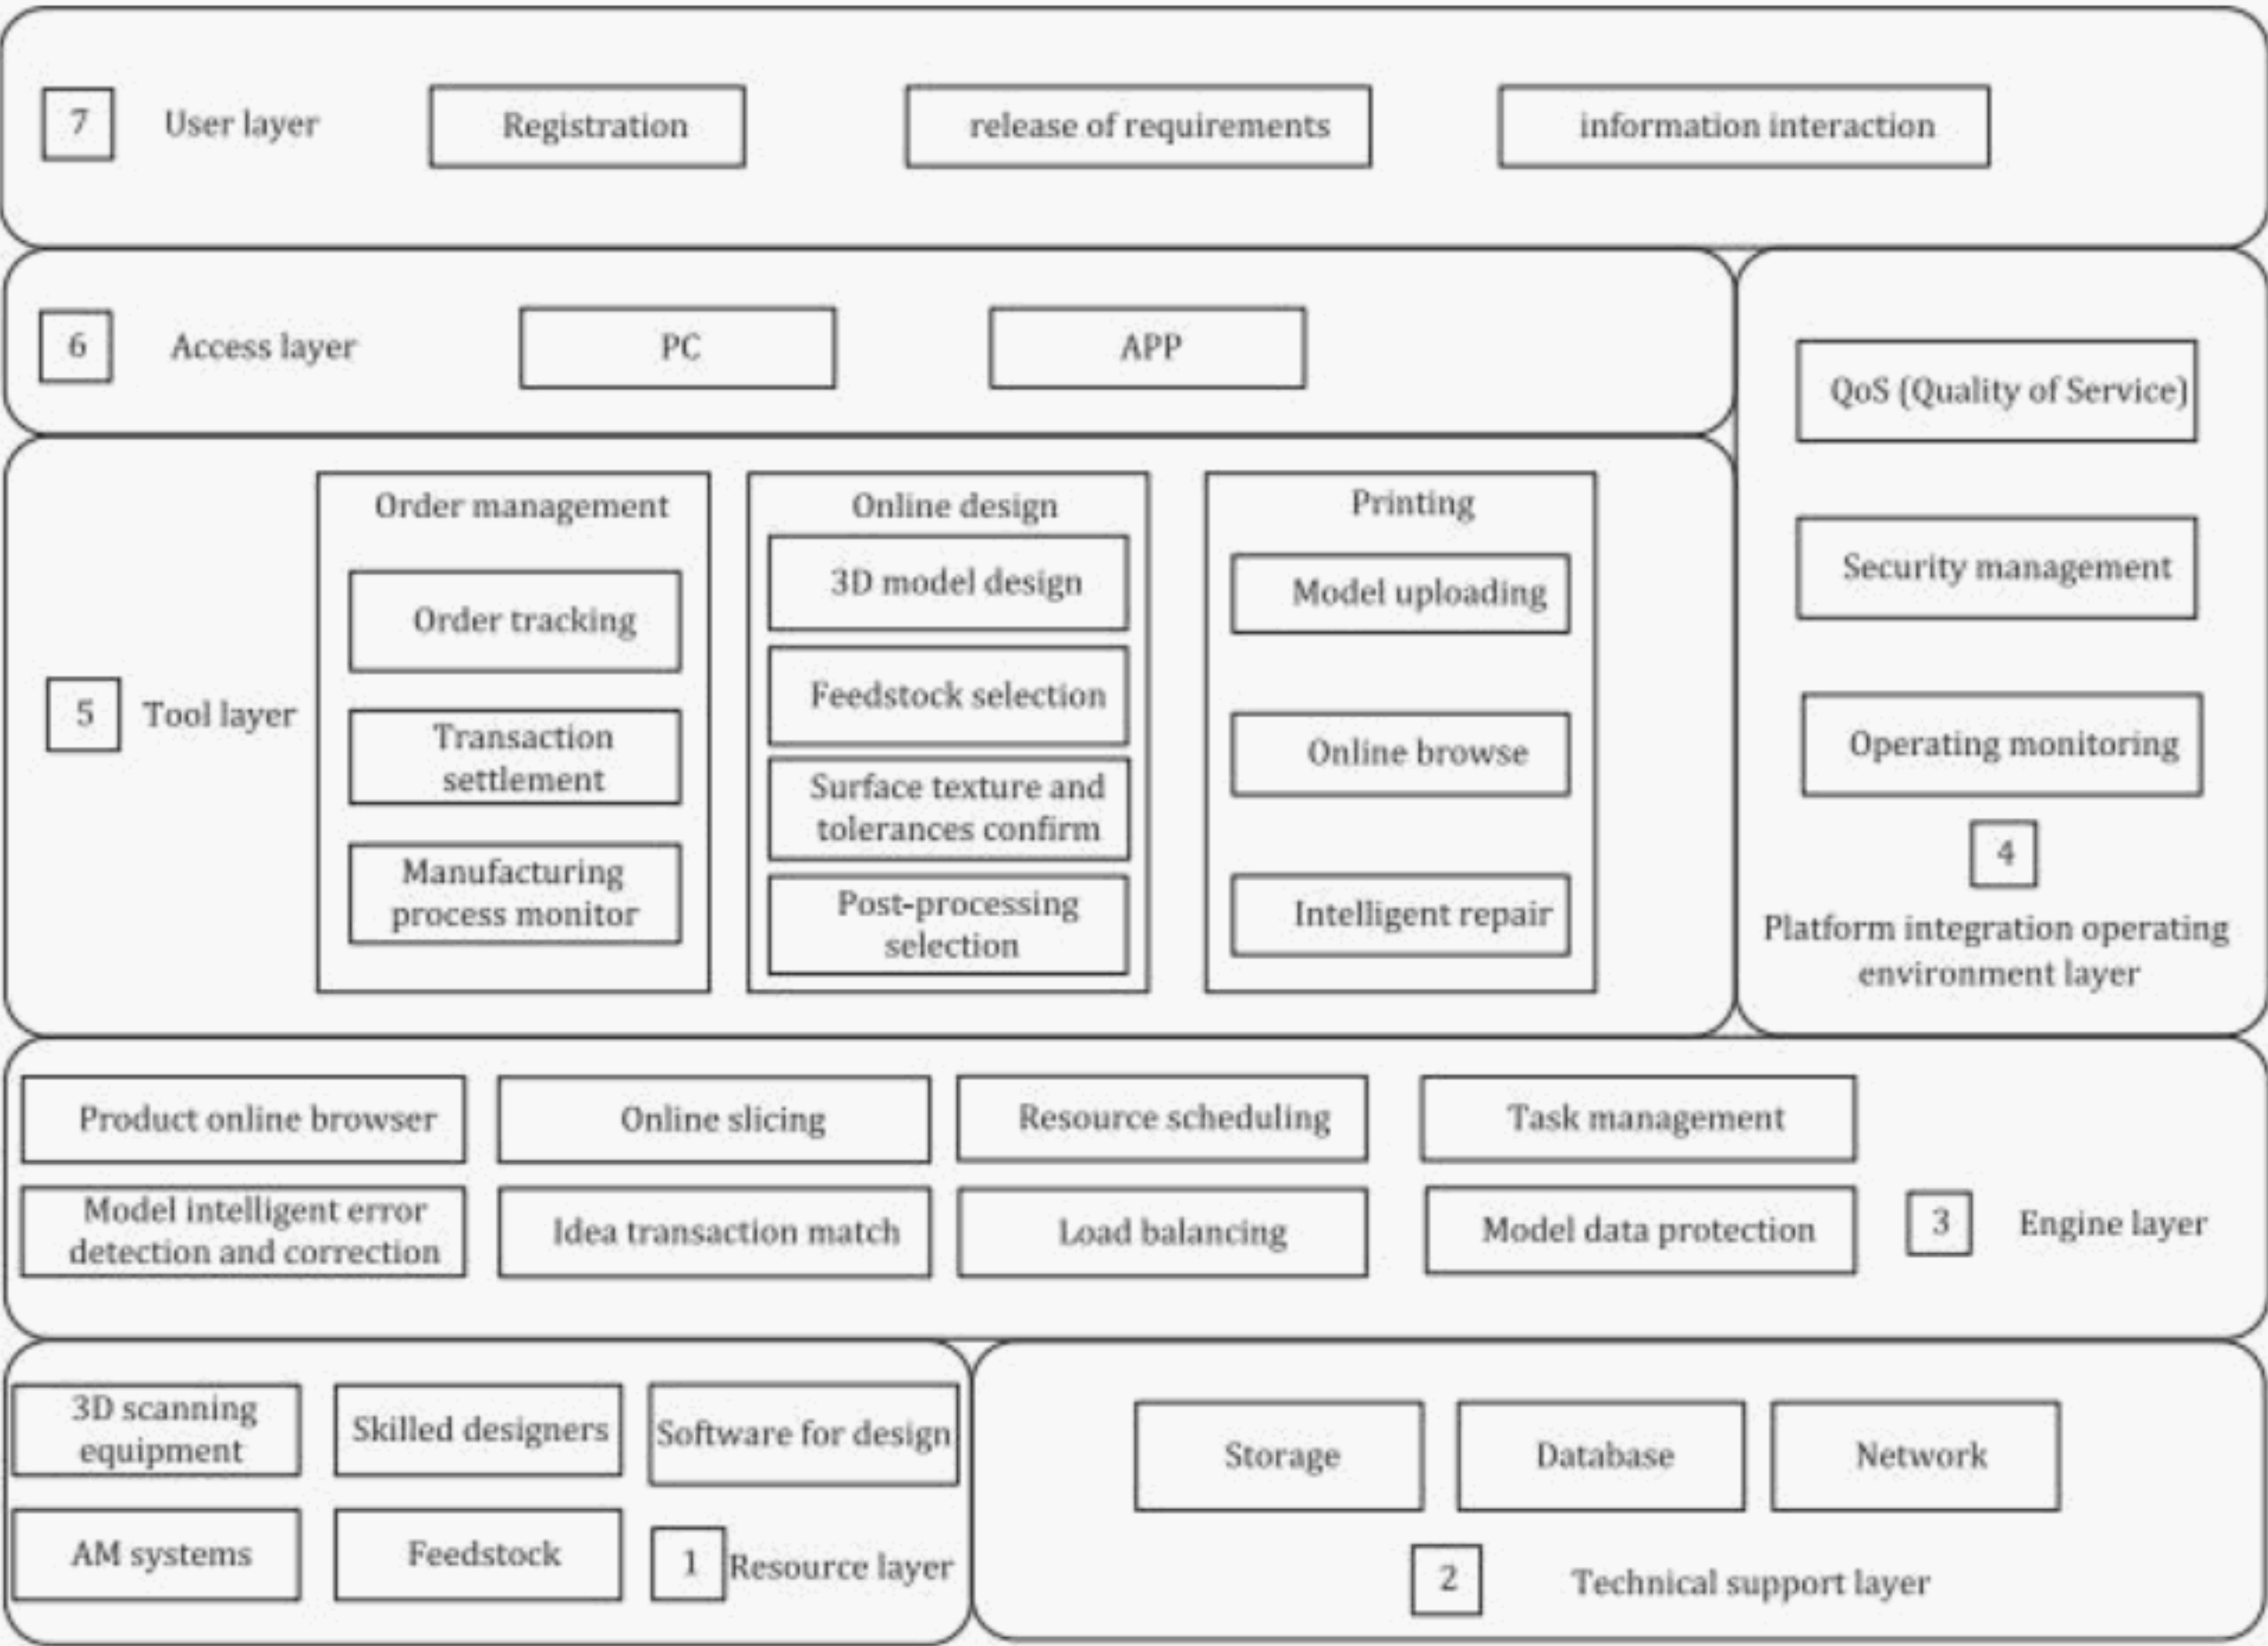 7
User layer
Registration
release of requirements
information interaction
6
Access layer
PC
APP
QoS (Quality of Service)
Security management
Operating monitoring
4
Platform integration operating
environment layer
5
Tool layer
Order management
Order tracking
Transaction
settlement
Manufacturing
process monitor
Online design
3D model design
Feedstock selection
Surface texture and
tolerances confirm
Post-processing
selection
Printing
Model uploading
Online browse
Intelligent repair
Product online browser
Online slicing
Resource scheduling
Task management
Model intelligent error
detection and correction
Idea transaction match
Load balancing
Model data protection
3
Engine layer
3D scanning
equipment
Skilled designers
Software for design
AM systems
Feedstock
1
Resource layer
Storage
Database
Network
2
Technical support layer